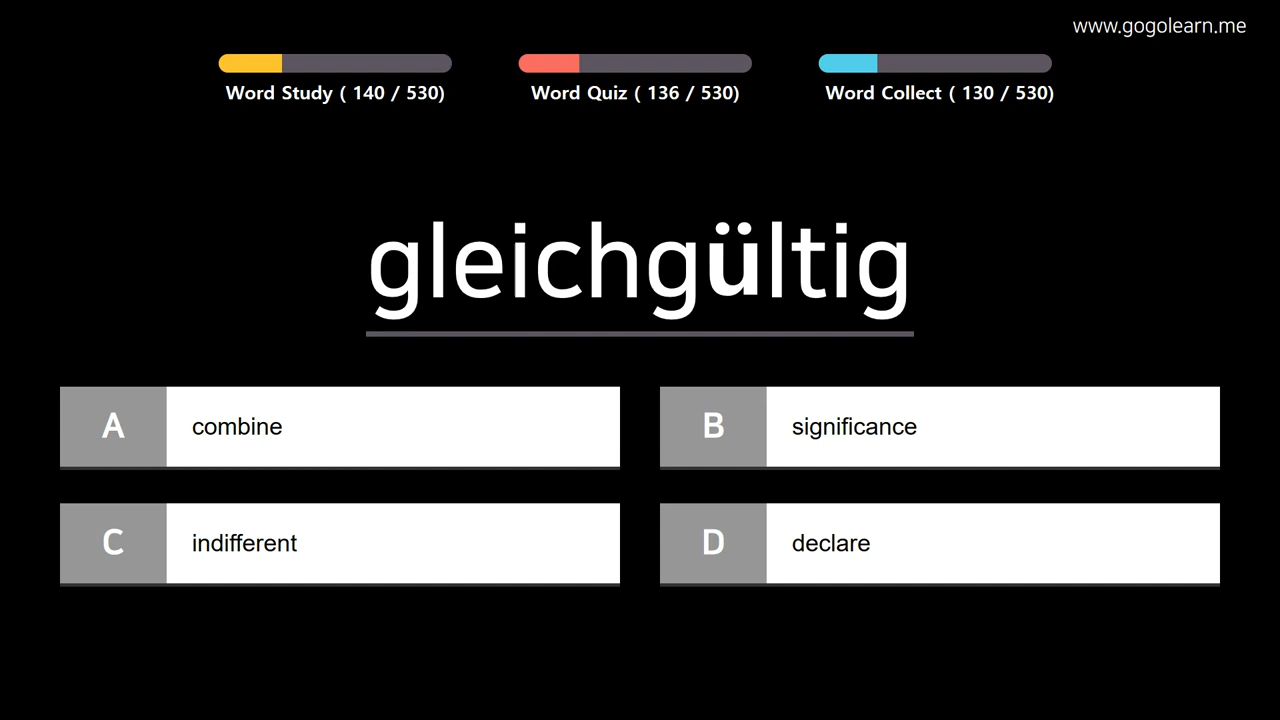 www.gogolearn.me
Word Study ( 140 / 530)
Word Quiz ( 136 / 530)
Word Collect ( 130 / 530)
gleichgültig
A combine
B significance
C indifferent
D declare